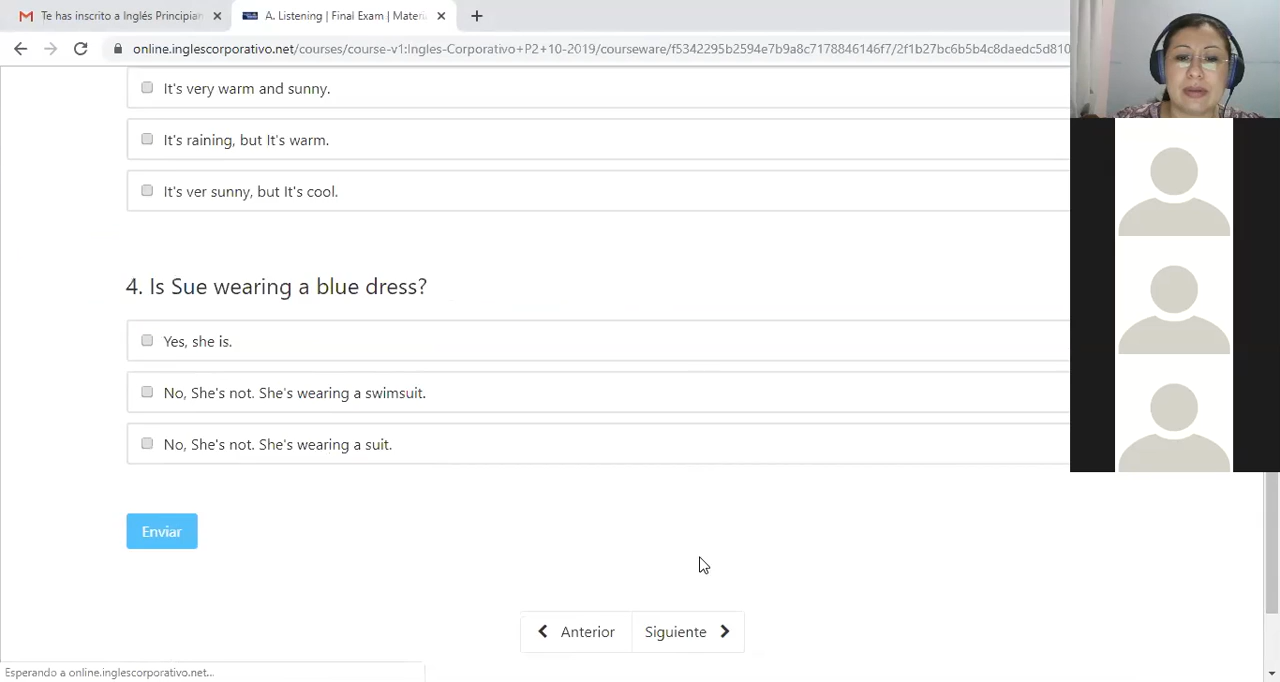 Te has inscrito a Inglés Principian
A. Listening | Final Exam | Materi
online.inglescorporativo.net/courses/course-v1:Ingles-Corporativo+P2+10-2019/courseware/f5342295b2594e7b9a8c7178846146f7/2f1b27bc6b5b4c8daedc5d810
It's very warm and sunny.
It's raining, but It's warm.
It's ver sunny, but It's cool.
4. Is Sue wearing a blue dress?
Yes, she is.
No, She's not. She's wearing a swimsuit.
No, She's not. She's wearing a suit.
Enviar
Anterior
Siguiente
Esperando a online.inglescorporativo.net...